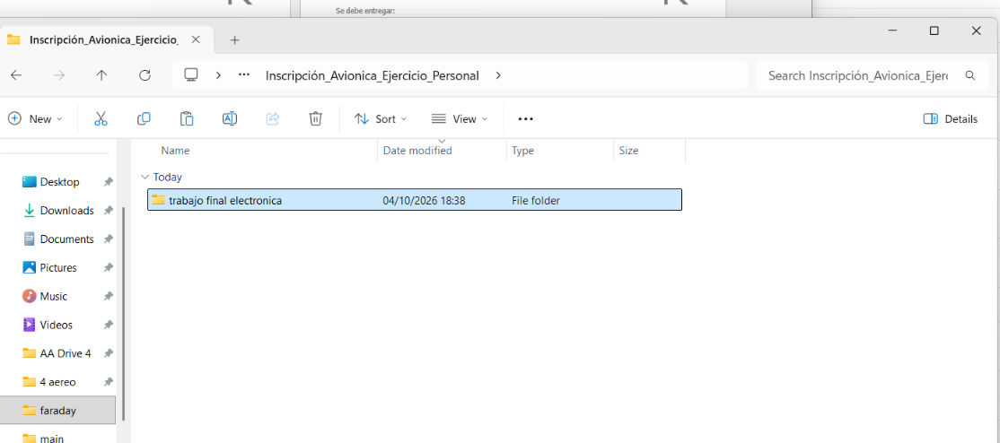 Se debe entregar:
Inscripción_Avionica_Ejercicio_
Inscripción_Avionica_Ejercicio_Personal
Search Inscripción_Avionica_Ejerc
New
Sort
View
Details
Name Date modified Type Size
Today
trabajo final electronica 04/10/2026 18:38 File folder
Desktop
Downloads
Documents
Pictures
Music
Videos
AA Drive 4
4 aereo
faraday
main